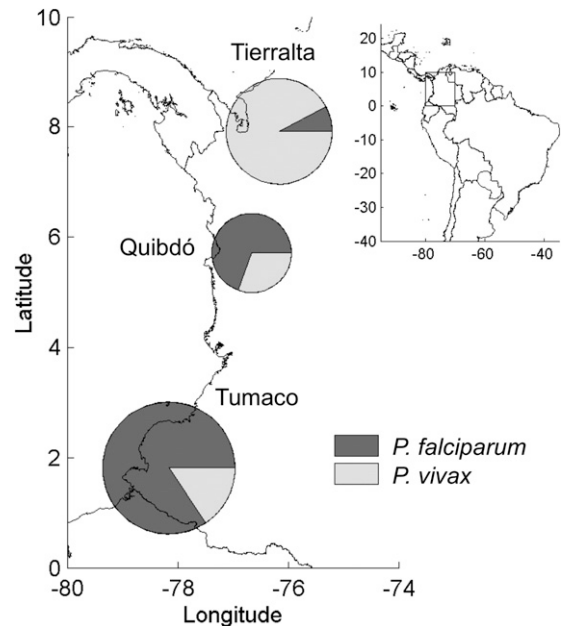 10
8
6
4
2
0
Latitude
-80
-78
-76
-74
Longitude
Tierralta
Quibdó
Tumaco
P. falciparum
P. vivax
20
10
0
-10
-20
-30
-40
-80
-60
-40